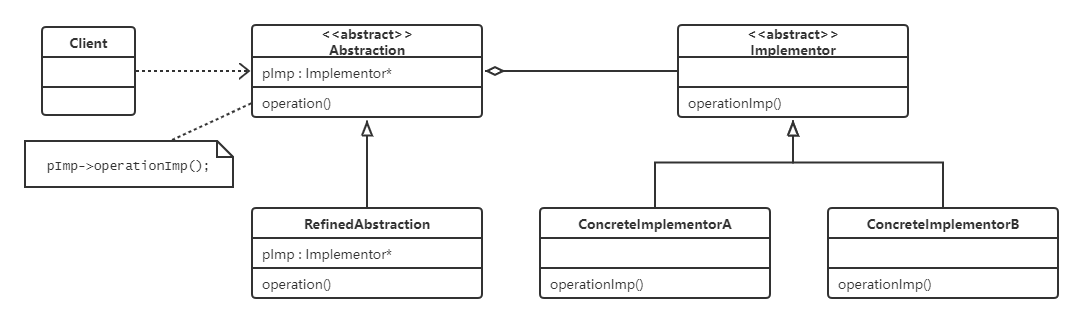 Client
<<abstract>>
Abstraction
pImp : Implementor*
operation()
<<abstract>>
Implementor
operationImp()
pImp->operationImp();
RefinedAbstraction
pImp : Implementor*
operation()
ConcreteImplementorA
operationImp()
ConcreteImplementorB
operationImp()